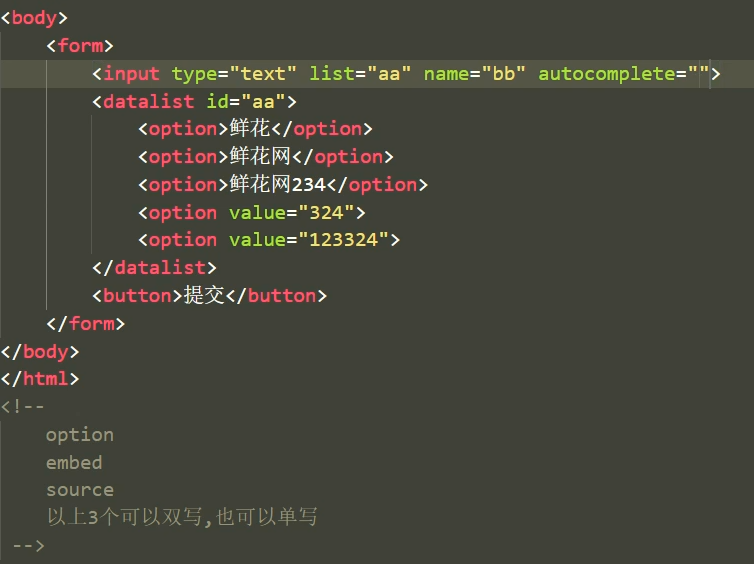 <body>
<form>
<input type="text" list="aa" name="bb" autocomplete="">
<datalist id="aa">
<option>鲜花</option>
<option>鲜花网</option>
<option>鲜花网234</option>
<option value="324">
<option value="123324">
</datalist>
<button>提交</button>
</form>
</body>
</html>
<!--
option
embed
source
以上3个可以双写,也可以单写
-->